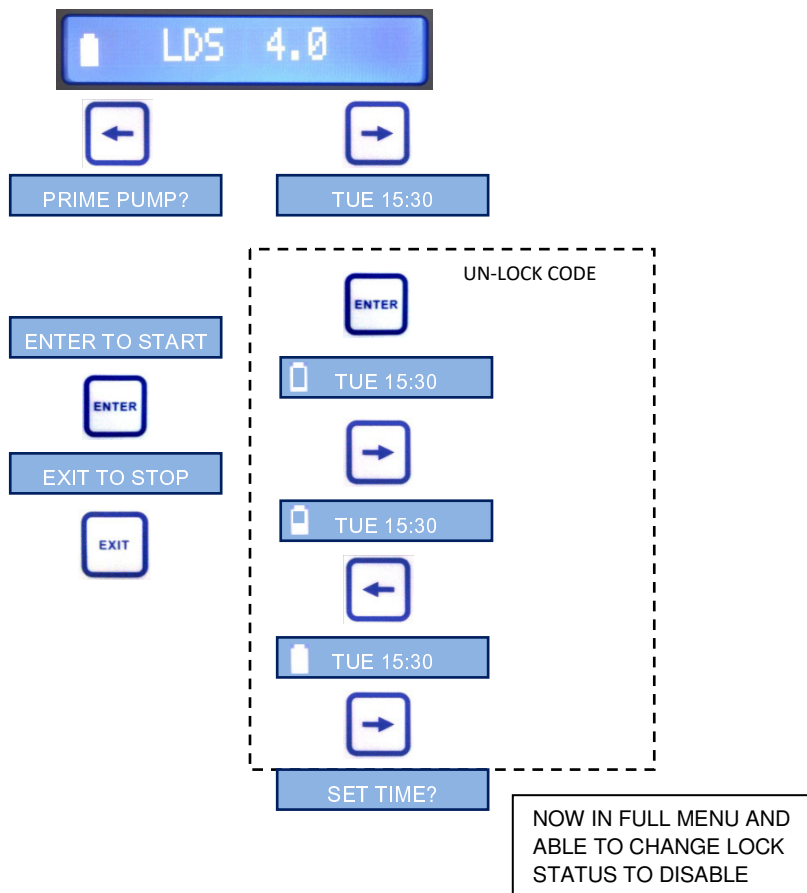 LDS 4.0
PRIME PUMP?
TUE 15:30
UN-LOCK CODE
ENTER
ENTER TO START
TUE 15:30
ENTER
EXIT TO STOP
TUE 15:30
EXIT
TUE 15:30
SET TIME?
NOW IN FULL MENU AND
ABLE TO CHANGE LOCK
STATUS TO DISABLE